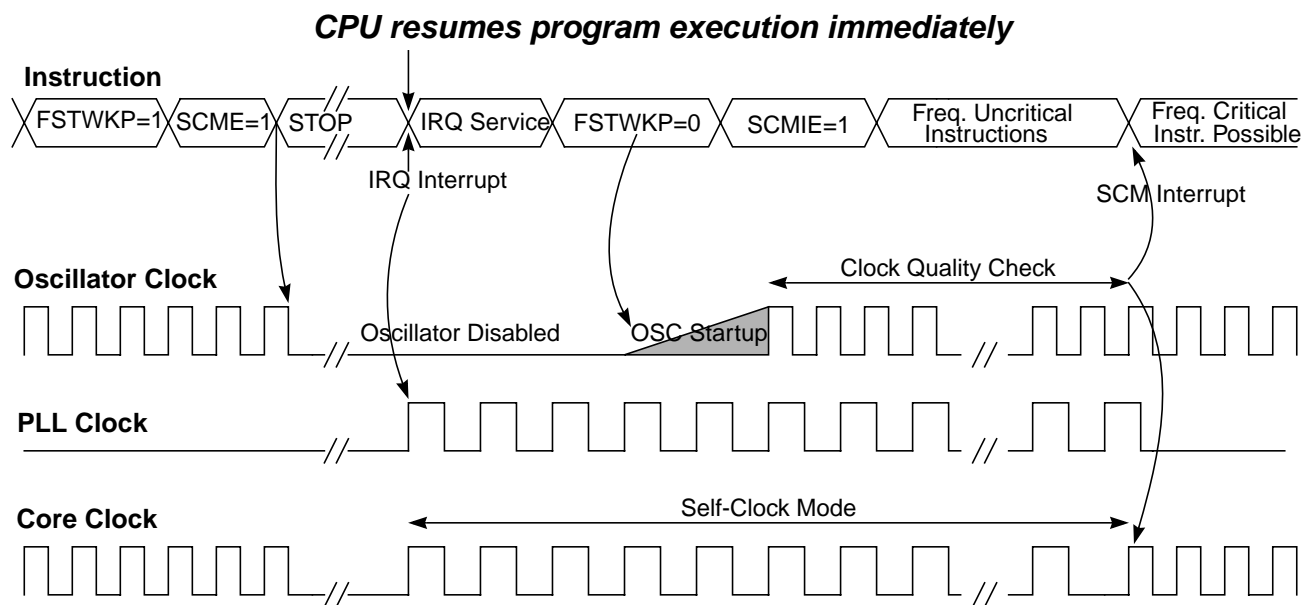 CPU resumes program execution immediately
Instruction
FSTWKP=1
SCME=1
STOP
IRQ Service
FSTWKP=0
SCMIE=1
Freq. Uncritical
Instructions
Freq. Critical
Instr. Possible
IRQ Interrupt
SCM Interrupt
Clock Quality Check
Oscillator Clock
Oscillator Disabled
OSC Startup
PLL Clock
Self-Clock Mode
Core Clock